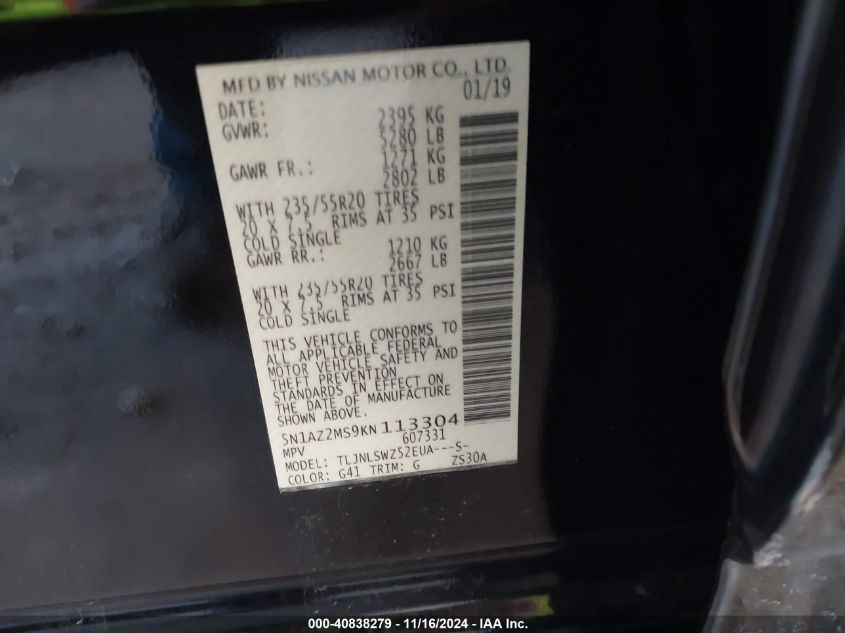 MFD BY NISSAN MOTOR CO., LTD.
DATE: 01/19
GVWR: 2395 KG
5280 LB
GAWR FR.: 1271 KG
2802 LB
WITH 235/55R20 TIRES
20 X 7.5 RIMS AT 35 PSI
COLD SINGLE
GAWR RR.: 1210 KG
2667 LB
WITH 235/55R20 TIRES
20 X 7.5 RIMS AT 35 PSI
COLD SINGLE
THIS VEHICLE CONFORMS TO
ALL APPLICABLE FEDERAL
MOTOR VEHICLE SAFETY AND
THEFT PREVENTION
STANDARDS IN EFFECT ON
THE DATE OF MANUFACTURE
SHOWN ABOVE.
5N1AZ2MS9KN 113304
MPV 607331
MODEL: TLJNLSWZ52EUA---S-
COLOR: G41 TRIM: G ZS30A
000-40838279 - 11/16/2024 - IAA Inc.